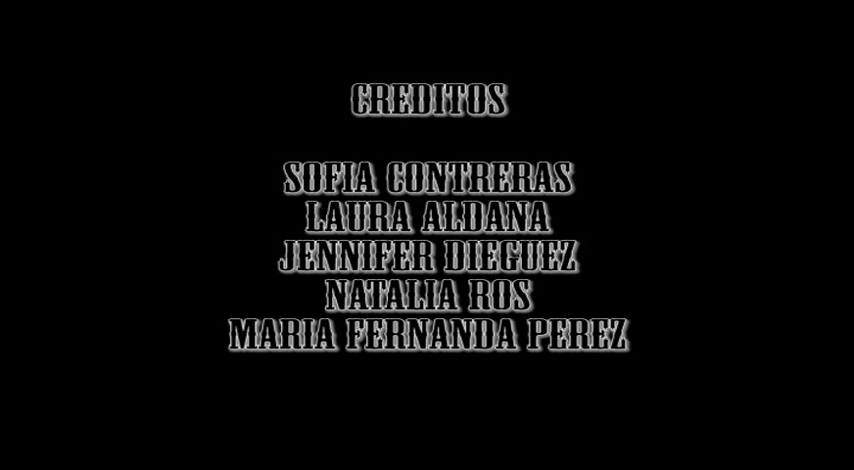 CREDITOS
SOFIA CONTRERAS
LAURA ALDANA
JENNIFER DIEGUEZ
NATALIA ROS
MARIA FERNANDA PEREZ